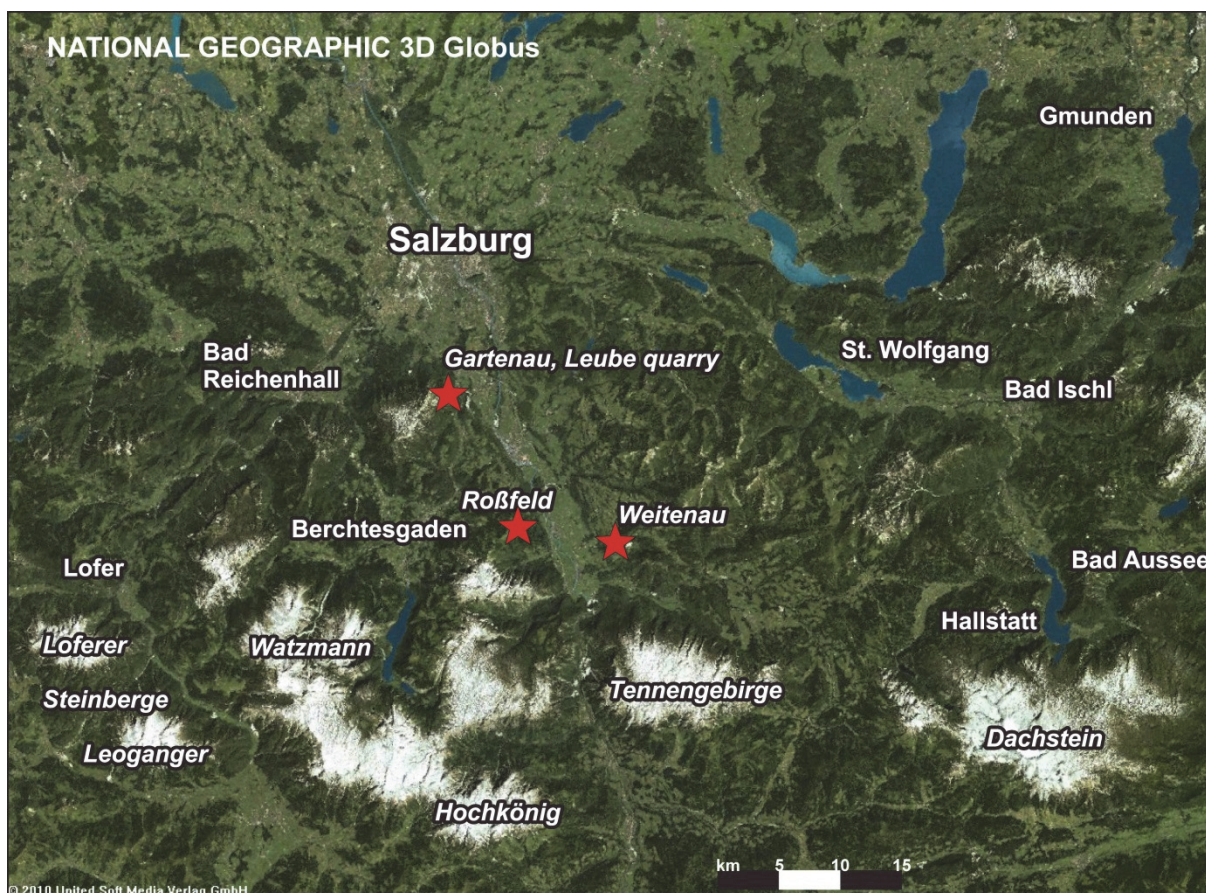 NATIONAL GEOGRAPHIC 3D Globus
Gmunden
Salzburg
St. Wolfgang
Bad
Reichenhall
Gartenau, Leube quarry
Bad Ischl
Roßfeld
Weitenau
Berchtesgaden
Lofer
Bad Aussee
Hallstatt
Loferer
Watzmann
Steinberge
Tennengebirge
Leoganger
Dachstein
Hochkönig
km 5 10 15
© 2010 United Soft Media Verlag GmbH